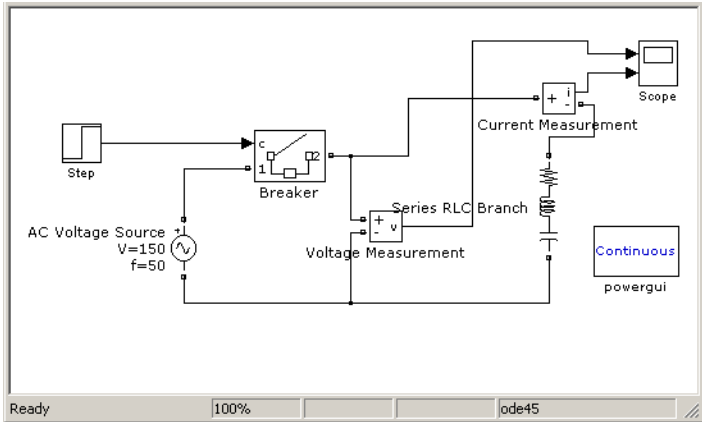 i
Scope
Current Measurement
c
Step
1
2
Breaker
Series RLC Branch
AC Voltage Source
V=150
f=50
v
Voltage Measurement
Continuous
powergui
Ready 100% ode45